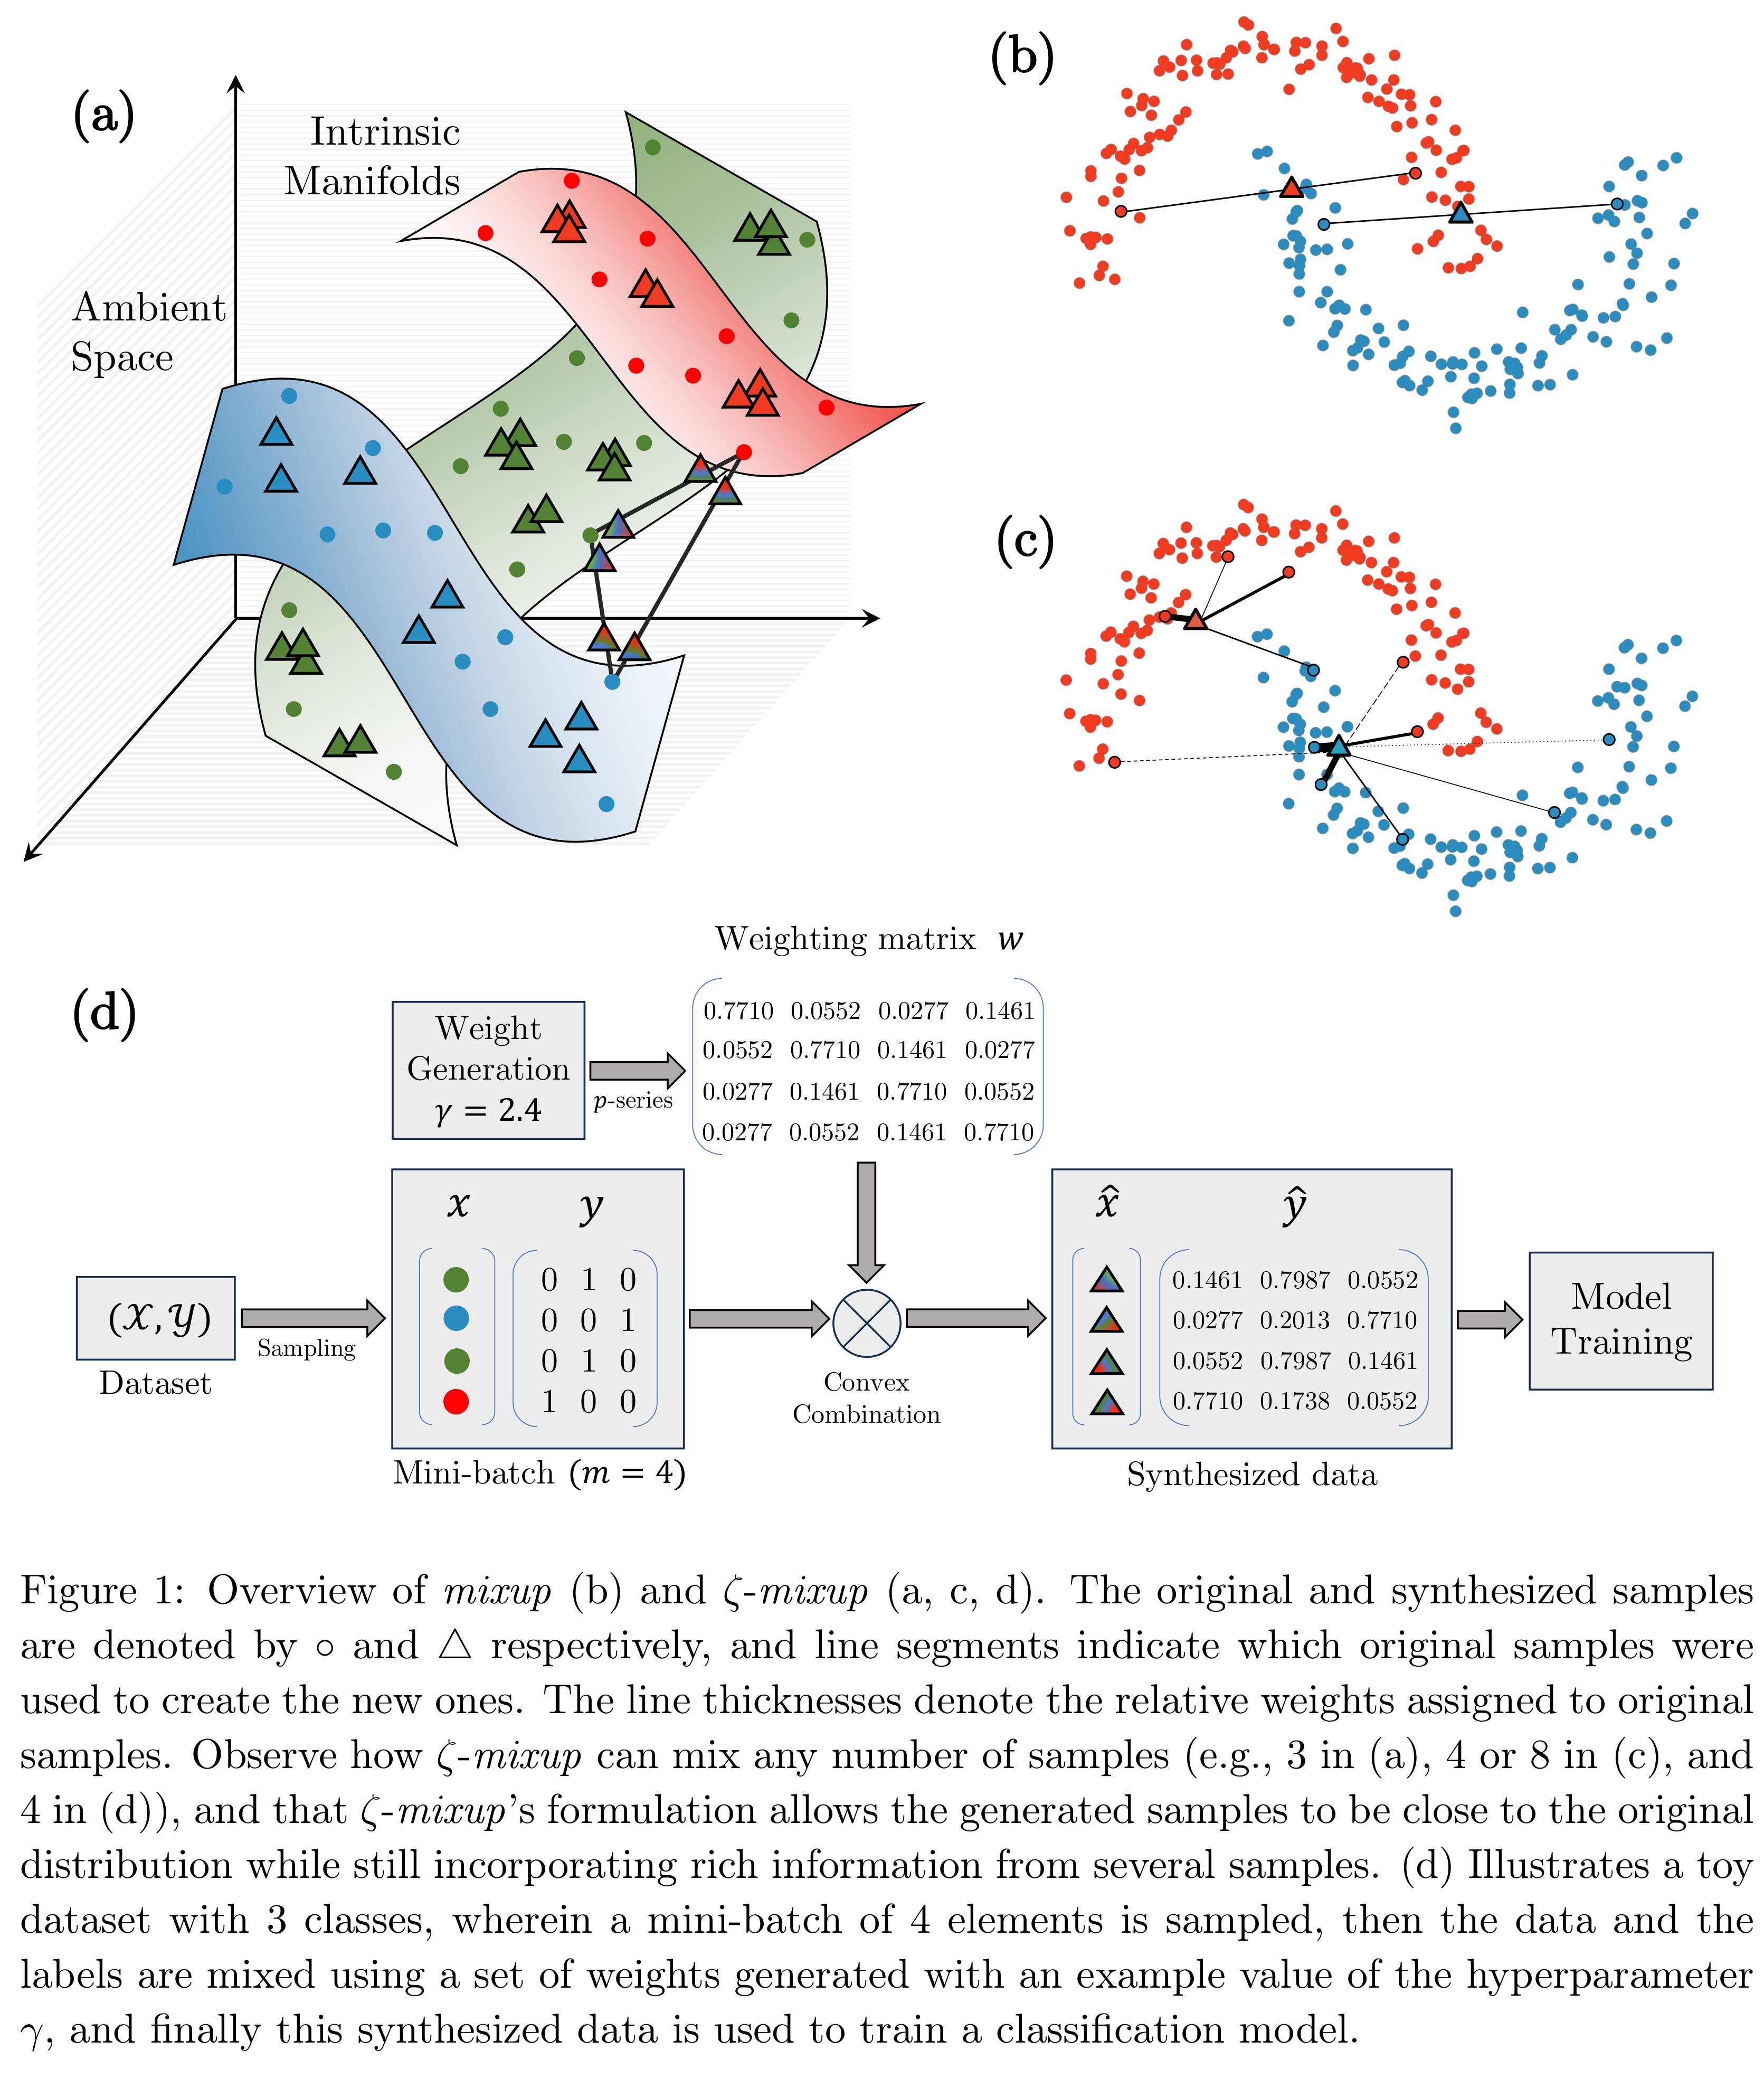 (a)
Intrinsic
Manifolds
Ambient
Space
(b)
(c)
(d)
Weighting matrix w
Weight
Generation
γ = 2.4
p-series
0.7710 0.0552 0.0277 0.1461
0.0552 0.7710 0.1461 0.0277
0.0277 0.1461 0.7710 0.0552
0.0277 0.0552 0.1461 0.7710
(𝒳, 𝒴)
Dataset
Sampling
x y
0 1 0
0 0 1
0 1 0
1 0 0
Mini-batch (m = 4)
Convex
Combination
x̂ ŷ
0.1461 0.7987 0.0552
0.0277 0.2013 0.7710
0.0552 0.7987 0.1461
0.7710 0.1738 0.0552
Synthesized data
Model
Training
Figure 1: Overview of mixup (b) and ζ-mixup (a, c, d). The original and synthesized samples
are denoted by ○ and △ respectively, and line segments indicate which original samples were
used to create the new ones. The line thicknesses denote the relative weights assigned to original
samples. Observe how ζ-mixup can mix any number of samples (e.g., 3 in (a), 4 or 8 in (c), and
4 in (d)), and that ζ-mixup's formulation allows the generated samples to be close to the original
distribution while still incorporating rich information from several samples. (d) Illustrates a toy
dataset with 3 classes, wherein a mini-batch of 4 elements is sampled, then the data and the
labels are mixed using a set of weights generated with an example value of the hyperparameter
γ, and finally this synthesized data is used to train a classification model.